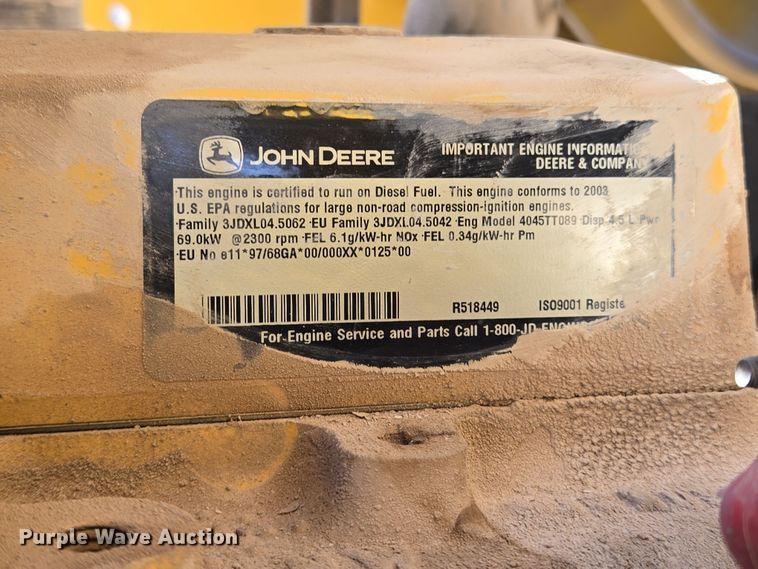 JOHN DEERE
IMPORTANT ENGINE INFORMATIO
DEERE & COMPAN
This engine is certified to run on Diesel Fuel. This engine conforms to 2003
U.S. EPA regulations for large non-road compression-ignition engines.
Family 3JDXL04.5062 EU Family 3JDXL04.5042 Eng Model 4045TT089 Disp 4.5 L Pwr
69.0kW @2300 rpm FEL 6.1g/kW-hr NOx FEL 0.34g/kW-hr Pm
EU No e11*97/68GA*00/000XX*0125*00
R518449 ISO9001 Registe
For Engine Service and Parts Call 1-800-JD-ENGINE
Purple Wave Auction